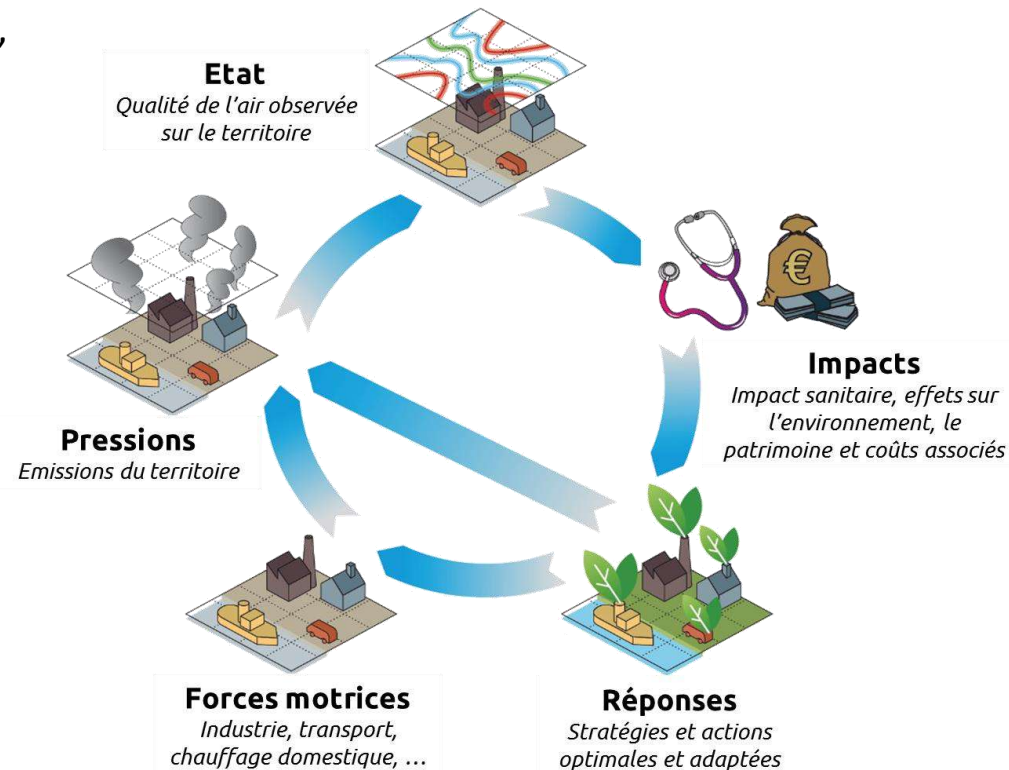 Etat
Qualité de l'air observée
sur le territoire
€
Impacts
Impact sanitaire, effets sur
l'environnement, le
patrimoine et coûts associés
Pressions
Emissions du territoire
Forces motrices
Industrie, transport,
chauffage domestique, ...
Réponses
Stratégies et actions
optimales et adaptées